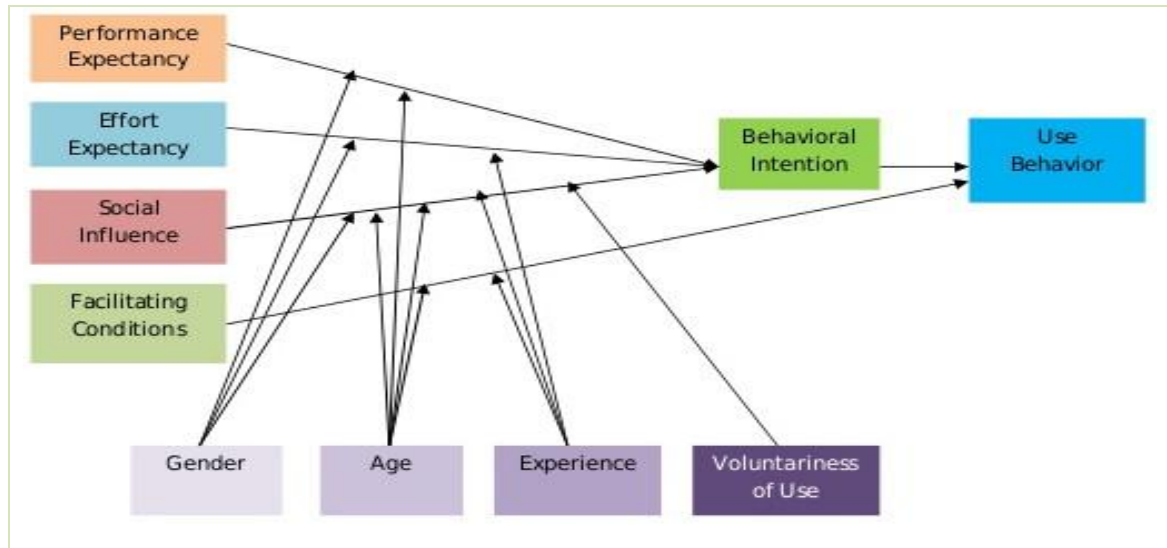 Performance
Expectancy
Effort
Expectancy
Social
Influence
Facilitating
Conditions
Behavioral
Intention
Use
Behavior
Gender
Age
Experience
Voluntariness
of Use